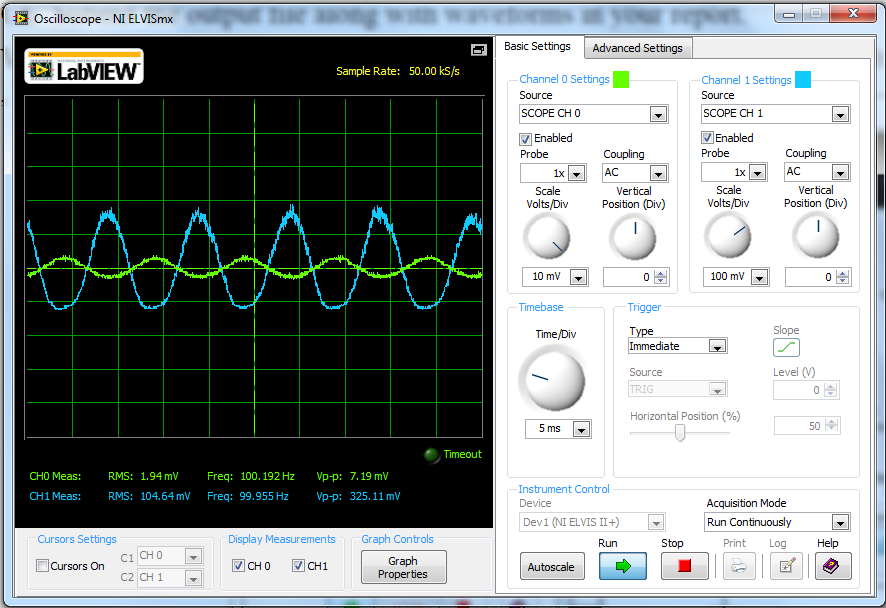 output file along with waveforms in your report.
Oscilloscope - NI ELVISmx
POWERED BY
NATIONAL INSTRUMENTS
LabVIEW
Sample Rate: 50.00 kS/s
Timeout
CH0 Meas: RMS: 1.94 mV Freq: 100.192 Hz Vp-p: 7.19 mV
CH1 Meas: RMS: 104.64 mV Freq: 99.955 Hz Vp-p: 325.11 mV
Cursors Settings
Cursors On
C1 CH 0
C2 CH 1
Display Measurements
CH 0 CH1
Graph Controls
Graph
Properties
Basic Settings Advanced Settings
Channel 0 Settings
Source
SCOPE CH 0
Enabled
Probe Coupling
1x AC
Scale
Volts/Div
Vertical
Position (Div)
10 mV 0
Channel 1 Settings
Source
SCOPE CH 1
Enabled
Probe Coupling
1x AC
Scale
Volts/Div
Vertical
Position (Div)
100 mV 0
Timebase
Time/Div
5 ms
Trigger
Type
Immediate
Slope
Source
TRIG
Level (V)
0
Horizontal Position (%)
50
Instrument Control
Device
Dev1 (NI ELVIS II+)
Acquisition Mode
Run Continuously
Run Stop Print Log Help
Autoscale